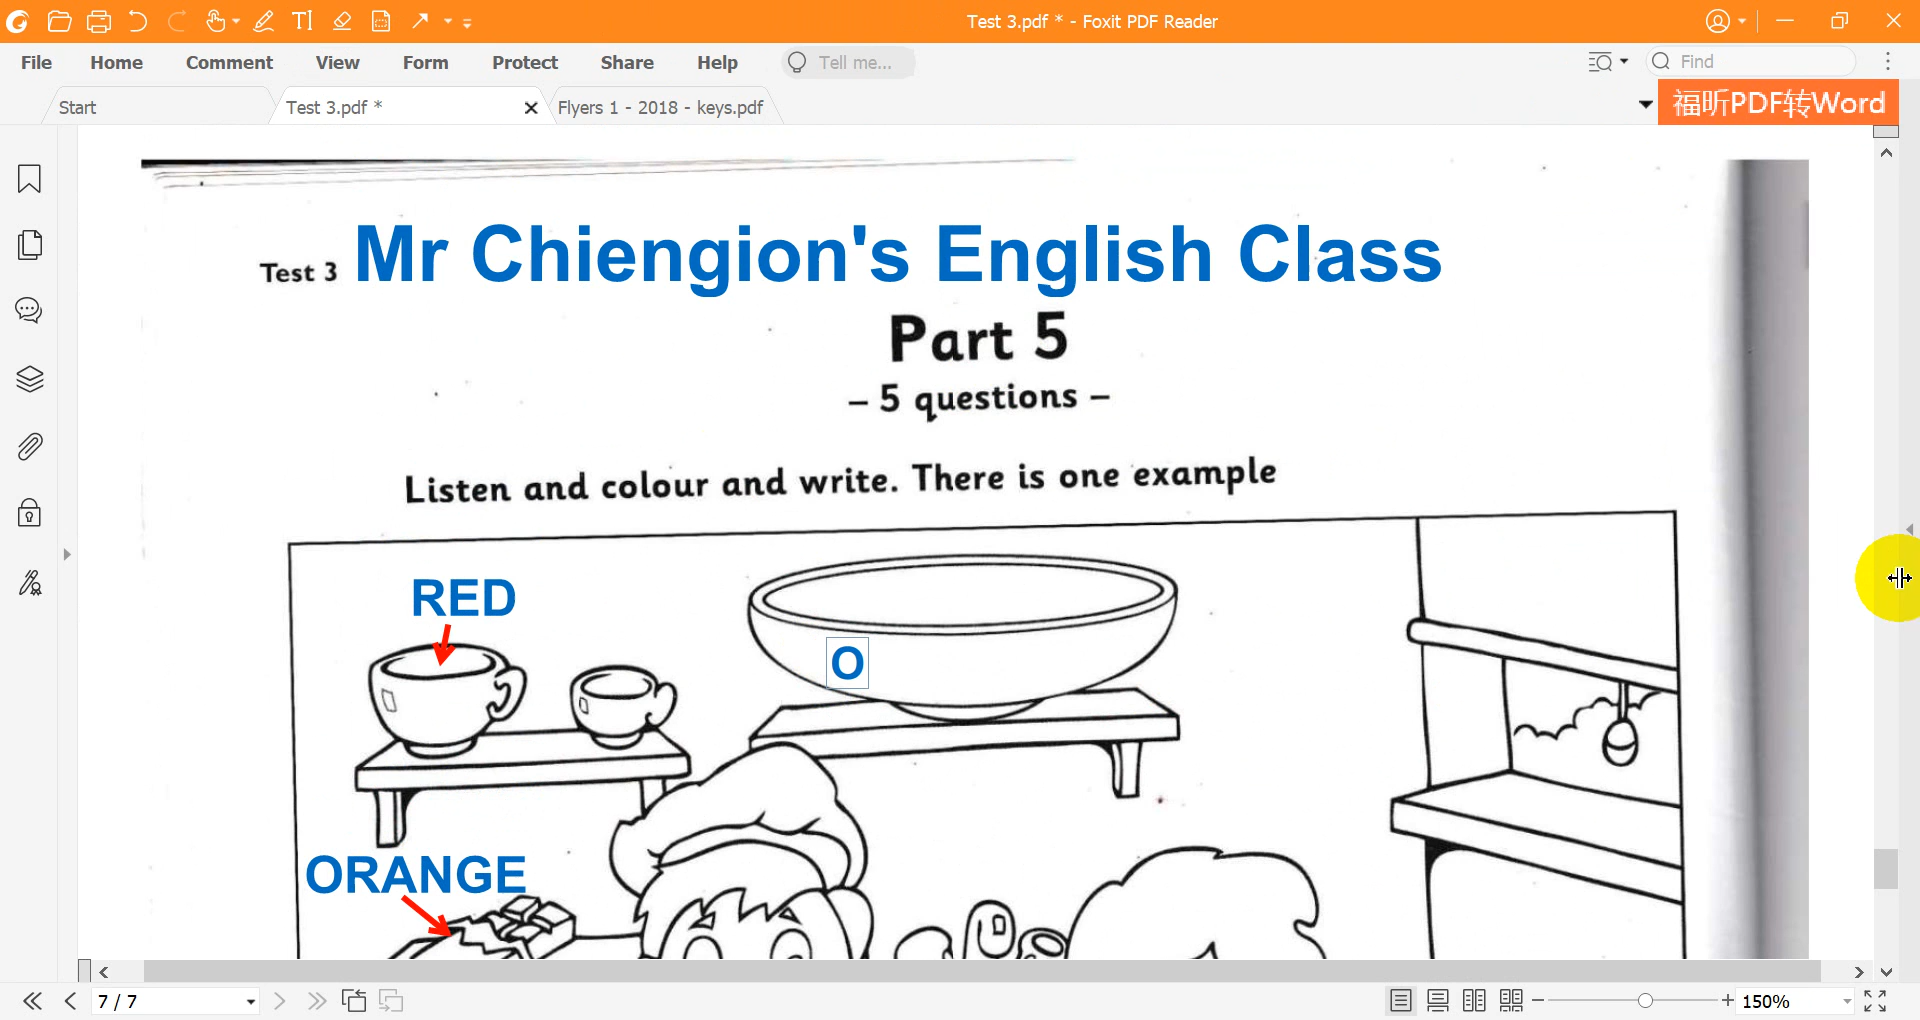 Test 3.pdf * - Foxit PDF Reader
File Home Comment View Form Protect Share Help Tell me... Find
Start Test 3.pdf * Flyers 1 - 2018 - keys.pdf 福昕PDF转Word
Test 3 Mr Chiengion's English Class
Part 5
– 5 questions –
Listen and colour and write. There is one example
RED
O
ORANGE
7 / 7 150%